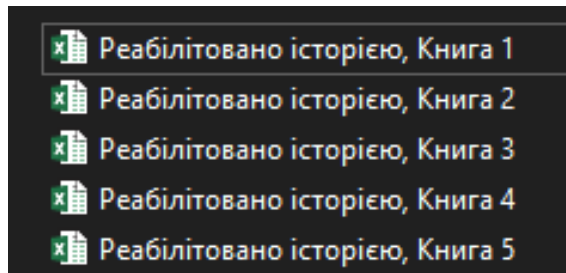 Реабілітовано історією, Книга 1
Реабілітовано історією, Книга 2
Реабілітовано історією, Книга 3
Реабілітовано історією, Книга 4
Реабілітовано історією, Книга 5